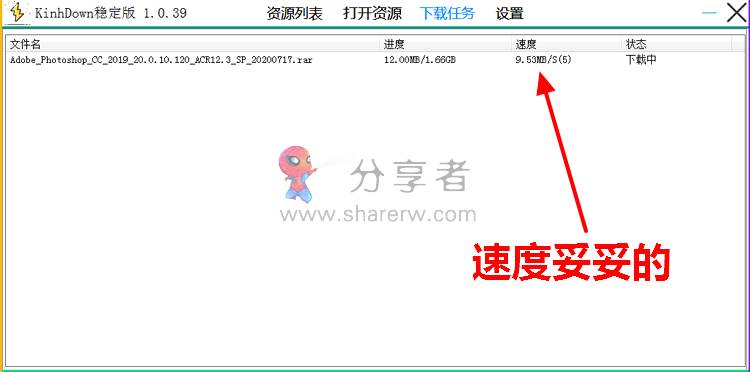 KinhDown稳定版 1.0.39 资源列表 打开资源 下载任务 设置
文件名 进度 速度 状态
Adobe_Photoshop_CC_2019_20.0.10.120_ACR12.3_SP_20200717.rar 12.00MB/1.66GB 9.53MB/S(5) 下载中
分享者
www.sharerw.com
速度妥妥的